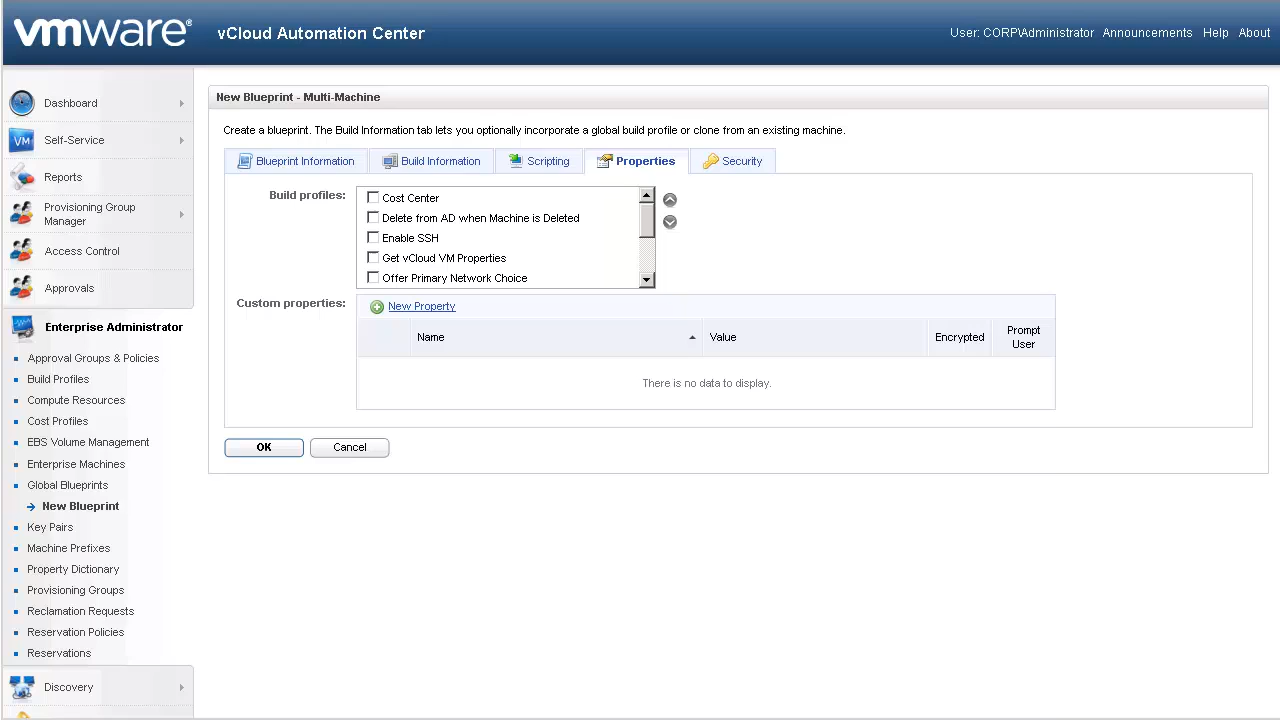 vmware®
vCloud Automation Center
User: CORP\Administrator Announcements Help About
Dashboard
VM
Self-Service
Reports
Provisioning Group
Manager
Access Control
Approvals
Enterprise Administrator
Approval Groups & Policies
Build Profiles
Compute Resources
Cost Profiles
EBS Volume Management
Enterprise Machines
Global Blueprints
New Blueprint
Key Pairs
Machine Prefixes
Property Dictionary
Provisioning Groups
Reclamation Requests
Reservation Policies
Reservations
Discovery
New Blueprint - Multi-Machine
Create a blueprint. The Build Information tab lets you optionally incorporate a global build profile or clone from an existing machine.
Blueprint Information Build Information Scripting Properties Security
Build profiles:
Cost Center
Delete from AD when Machine is Deleted
Enable SSH
Get vCloud VM Properties
Offer Primary Network Choice
Custom properties:
New Property
Name Value Encrypted Prompt
User
There is no data to display.
OK Cancel